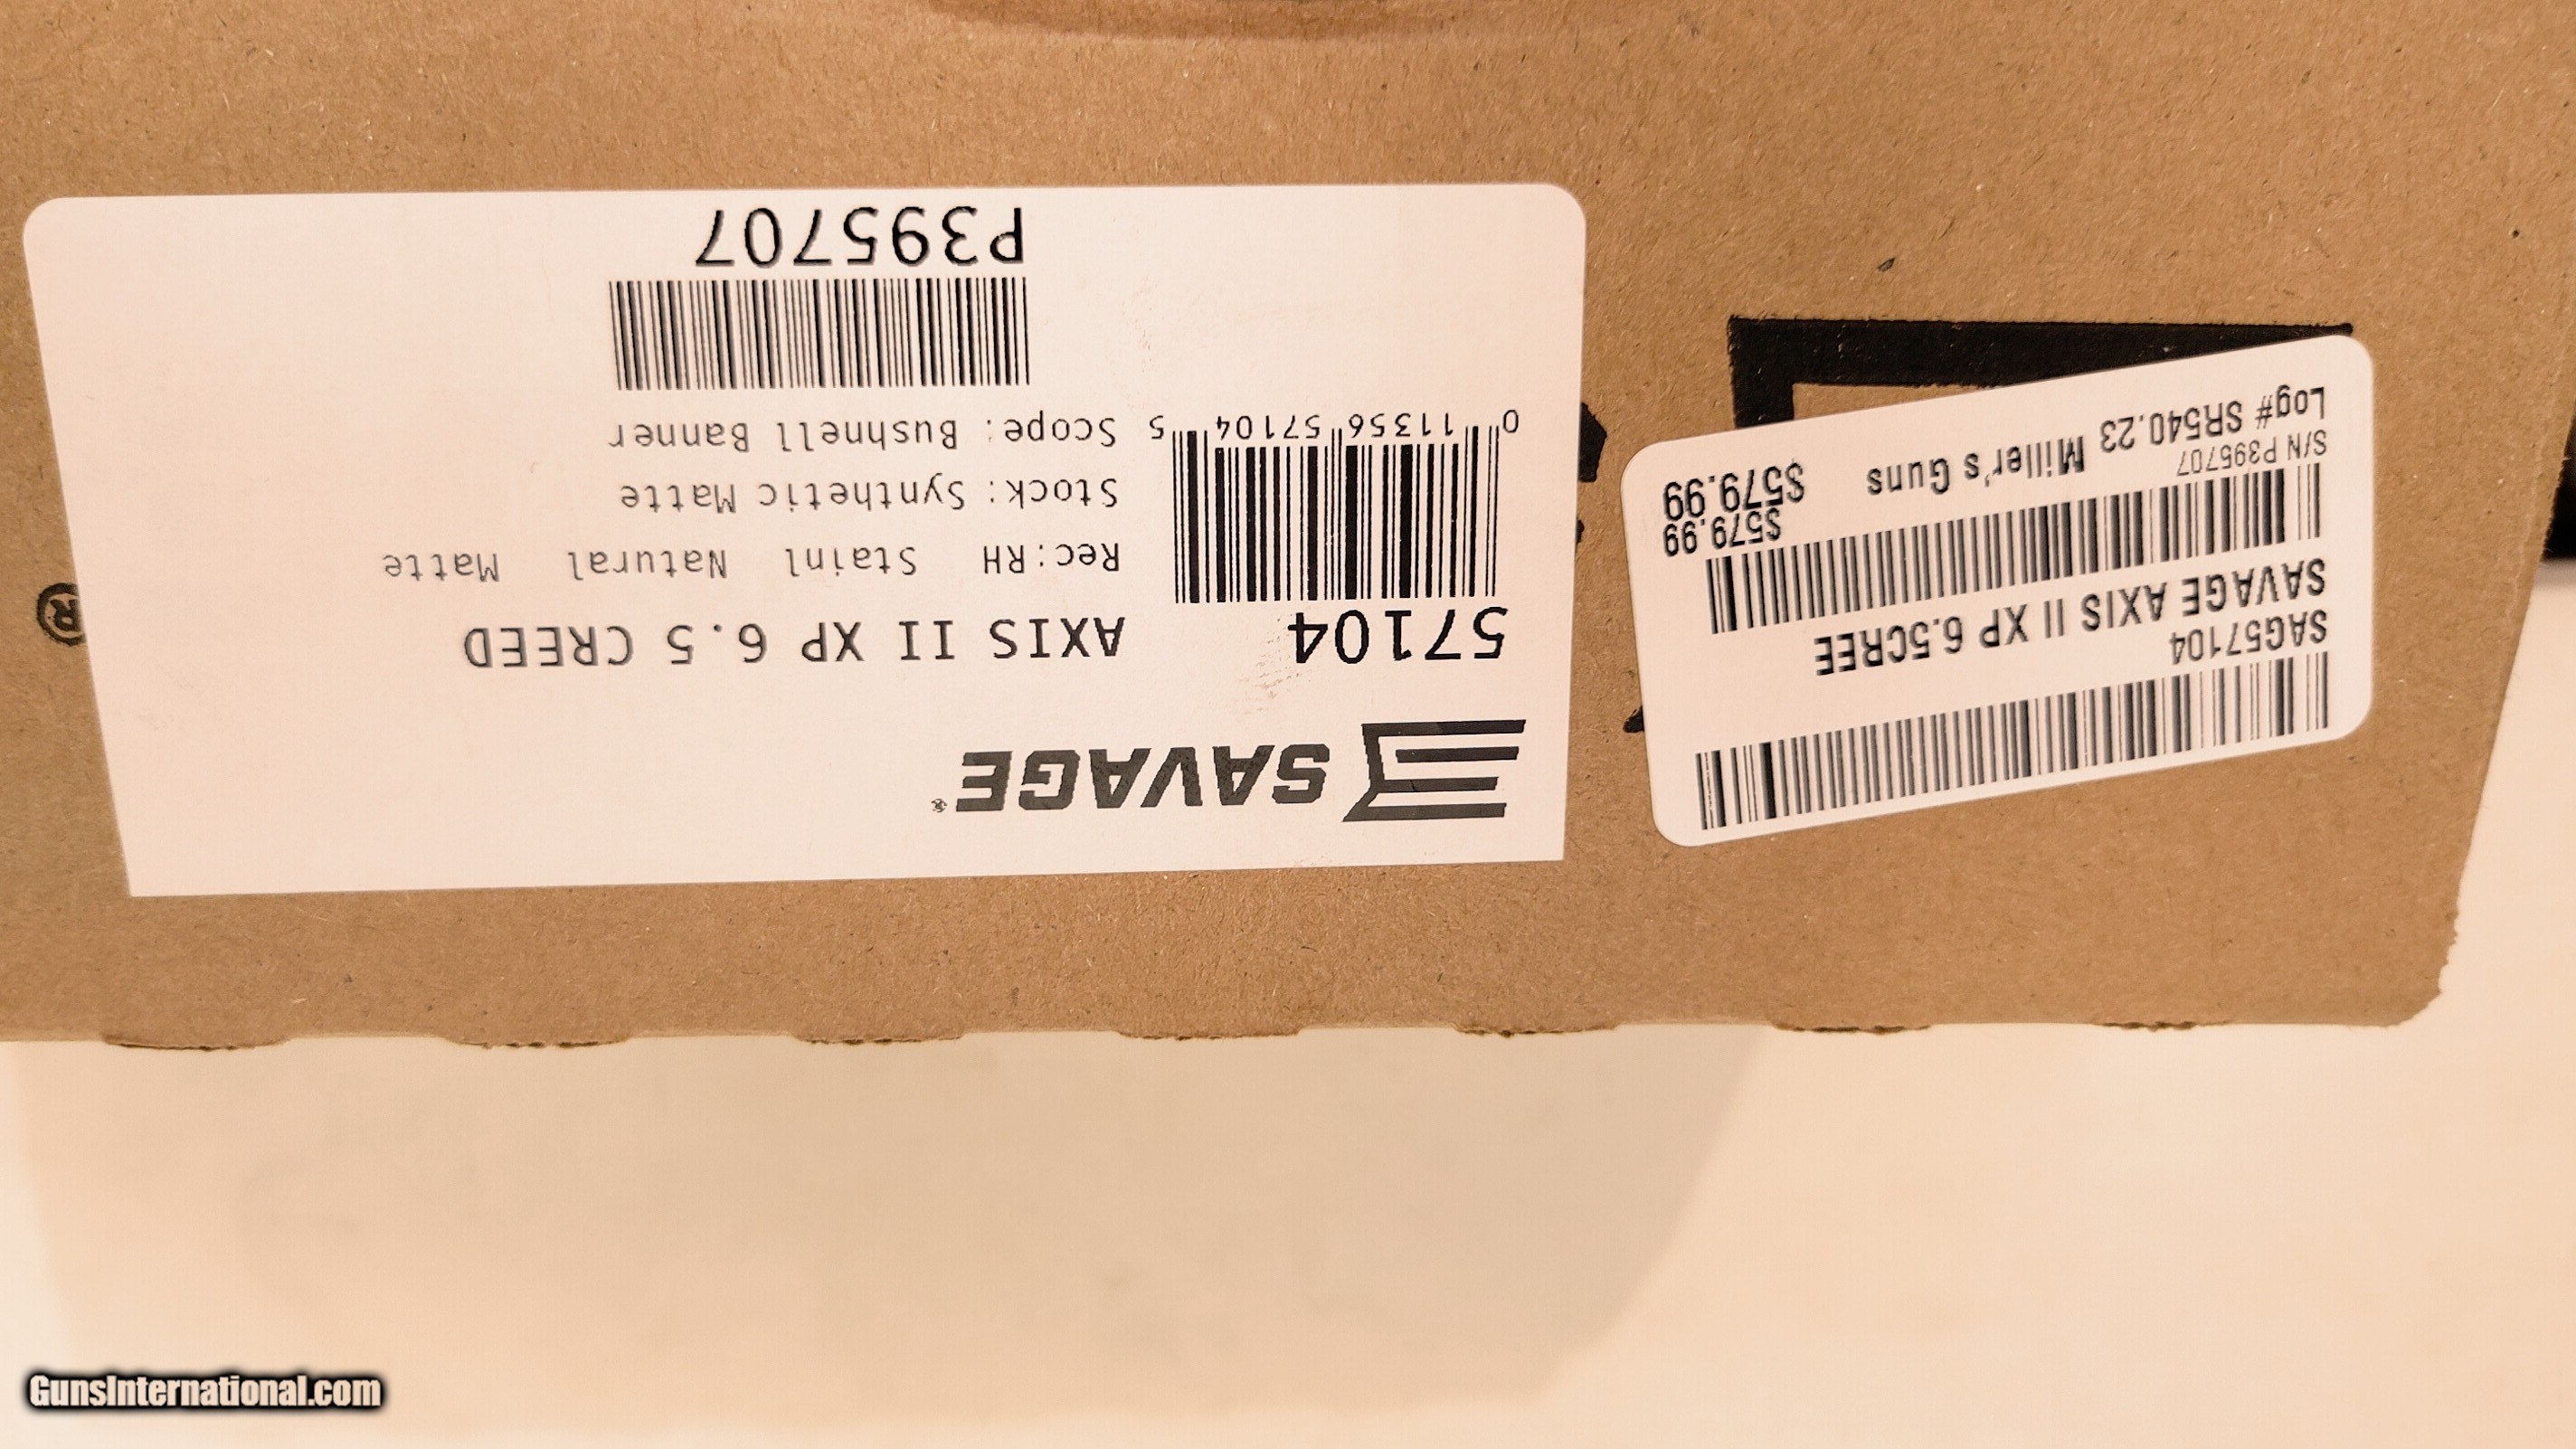 SAVAGE®
57104
AXIS II XP 6.5 CREED
Rec:RH Stainl Natural Matte
Stock: Synthetic Matte
Scope: Bushnell Banner
0 11356 57104 5
P395707
®
SAG57104
SAVAGE AXIS II XP 6.5CREE
$579.99
S/N P395707
$579.99
Log# SR540.23 Miller's Guns
GunsInternational.com